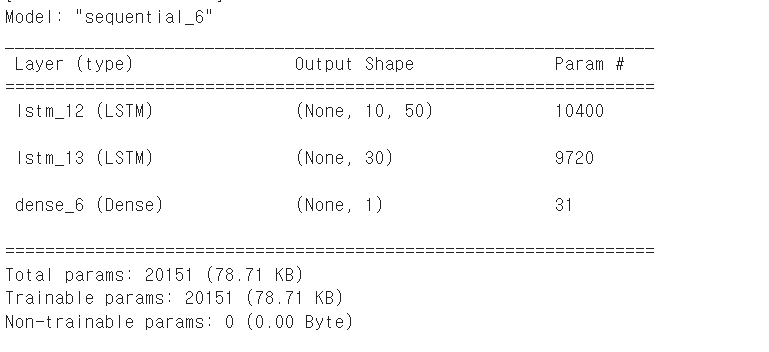 Model: "sequential_6"
_________________________________________________________________
Layer (type) Output Shape Param #
=================================================================
lstm_12 (LSTM) (None, 10, 50) 10400
lstm_13 (LSTM) (None, 30) 9720
dense_6 (Dense) (None, 1) 31
=================================================================
Total params: 20151 (78.71 KB)
Trainable params: 20151 (78.71 KB)
Non-trainable params: 0 (0.00 Byte)